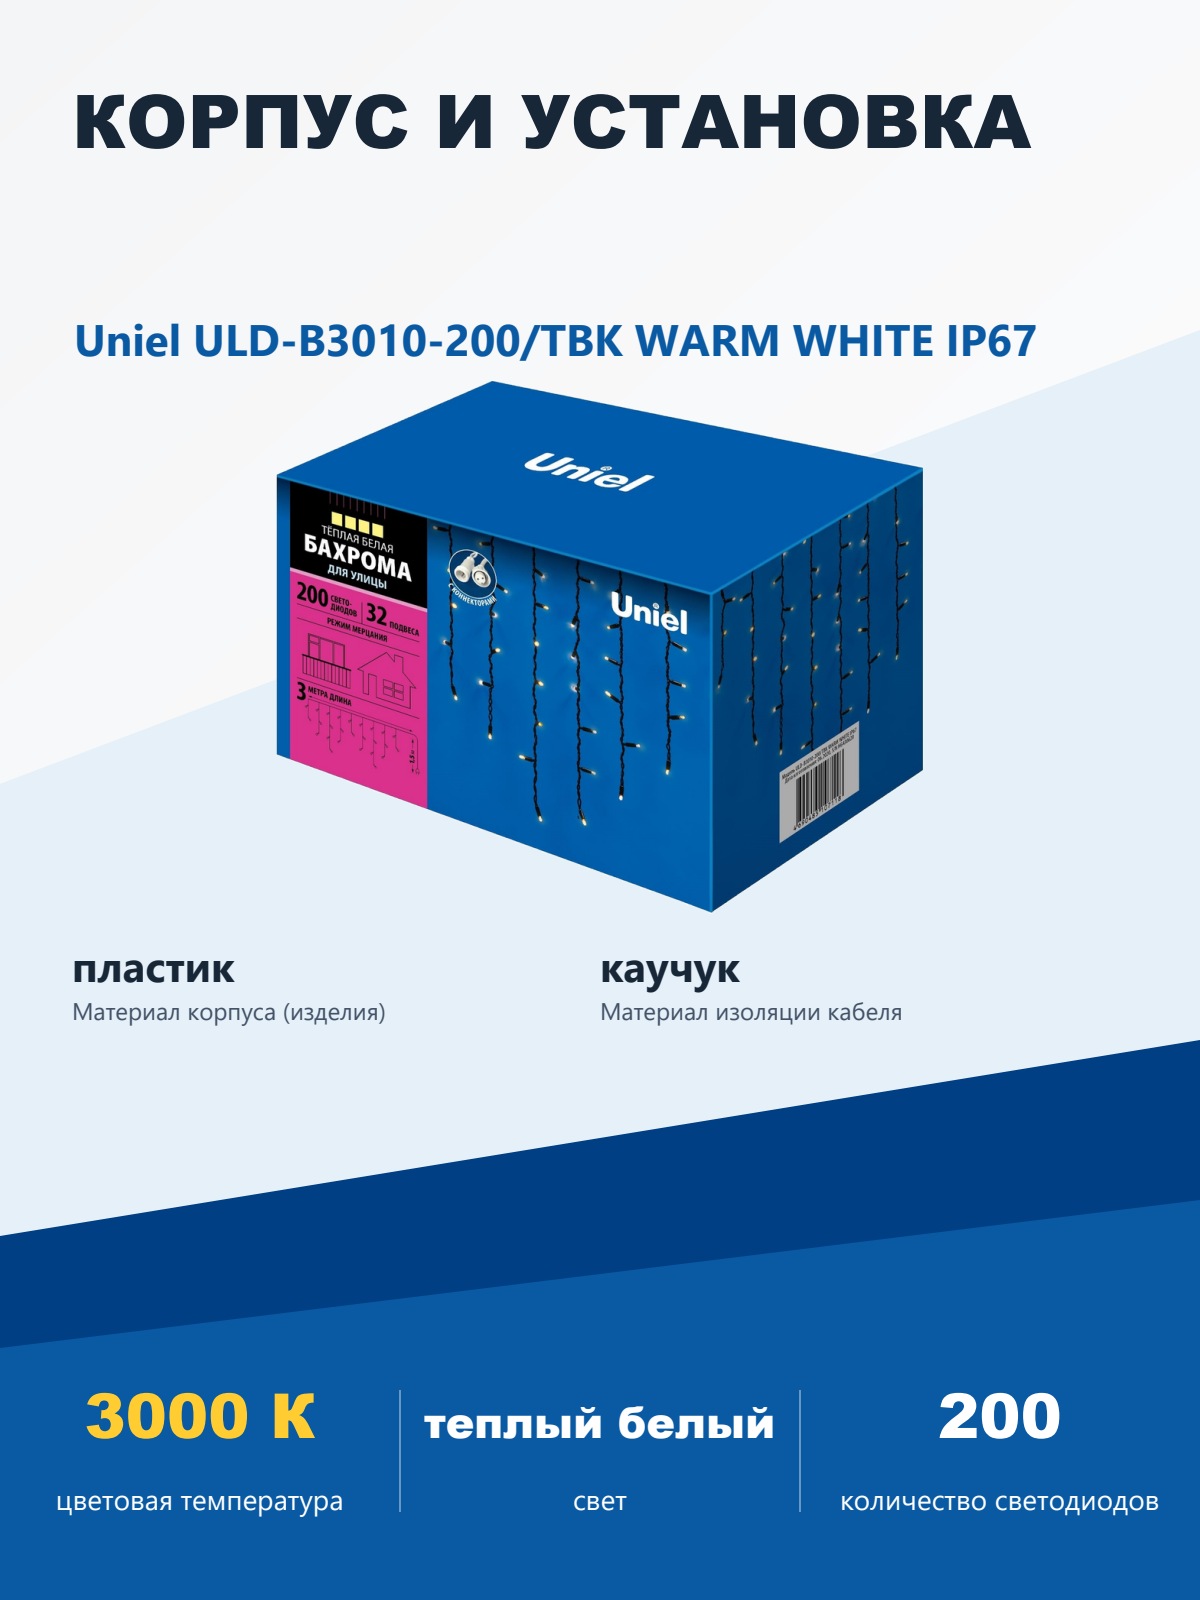 КОРПУС И УСТАНОВКА
Uniel ULD-B3010-200/TBK WARM WHITE IP67
Uniel
ТЁПЛАЯ БЕЛАЯ
БАХРОМА
ДЛЯ УЛИЦЫ
200 СВЕТО-
ДИОДОВ
32 ПОДВЕСА
РЕЖИМ МЕРЦАНИЯ
3 МЕТРА ДЛИНА
С КОННЕКТОРАМИ
Uniel
пластик
Материал корпуса (изделия)
каучук
Материал изоляции кабеля
3000 К
цветовая температура
теплый белый
свет
200
количество светодиодов